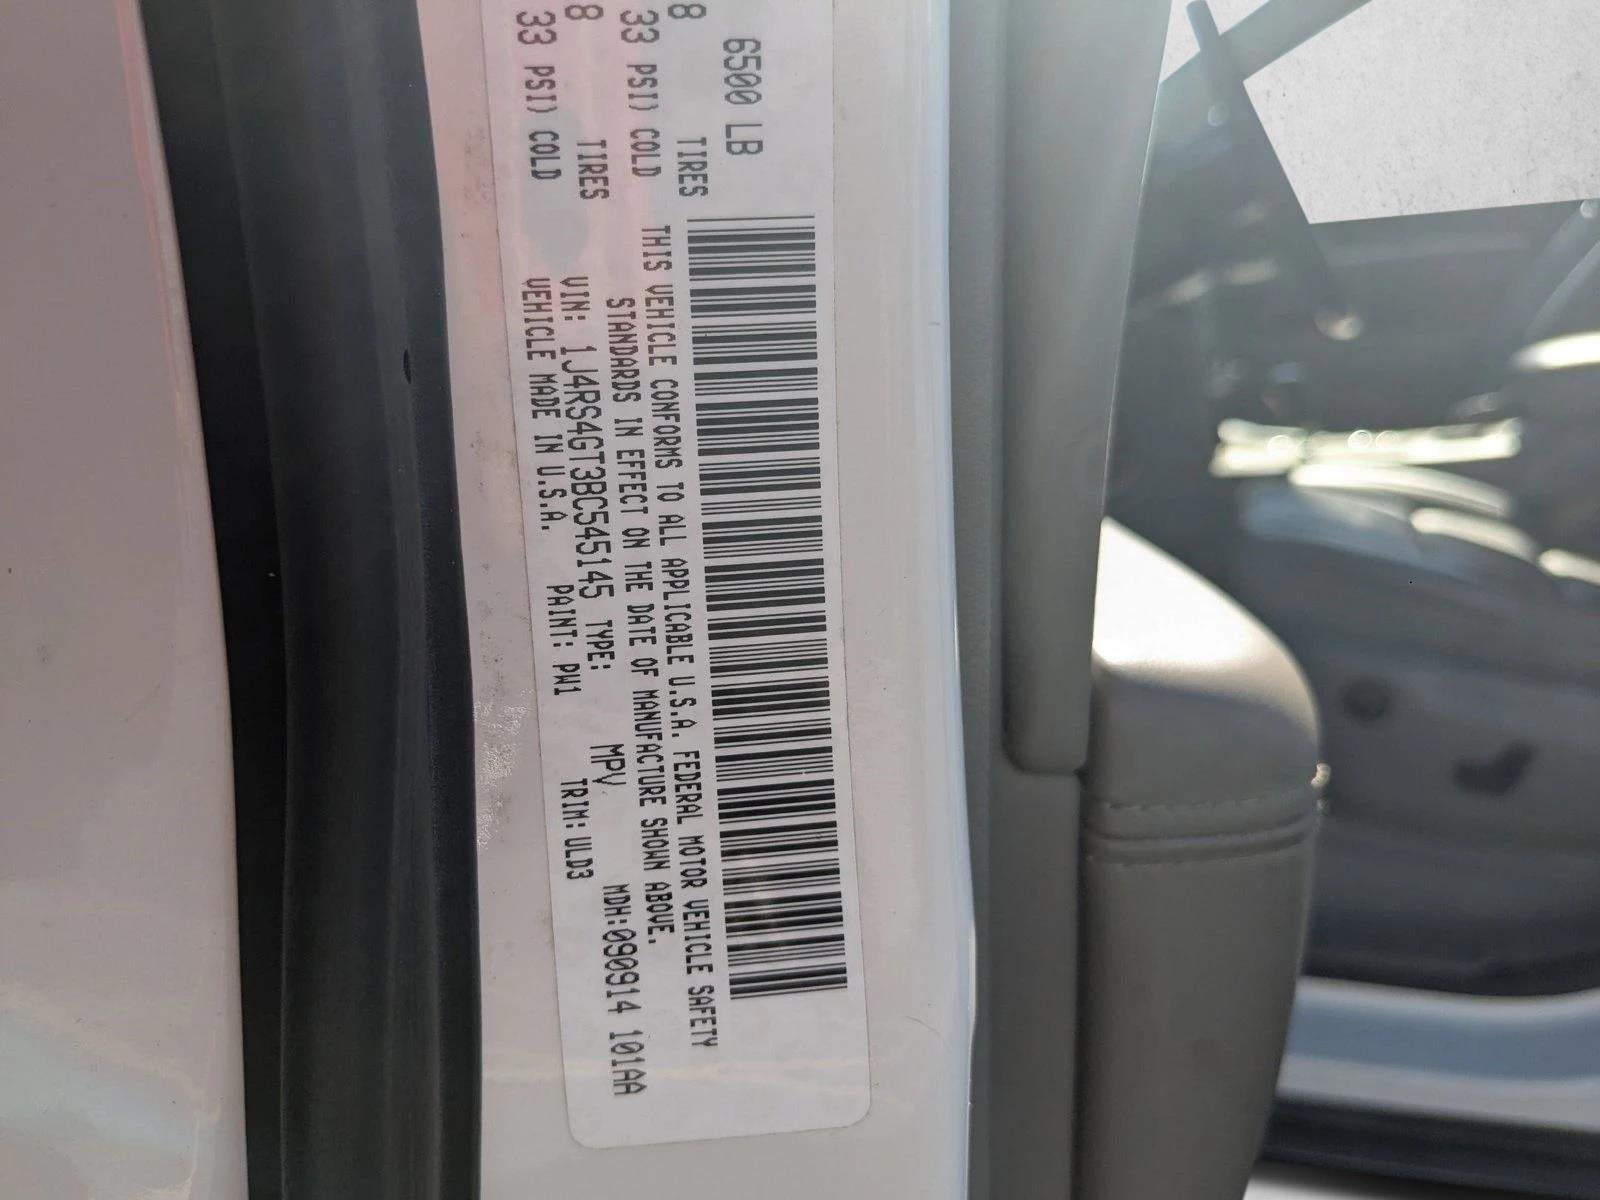 6500 LB
8 TIRES
33 PSI) COLD
8 TIRES
33 PSI) COLD
THIS VEHICLE CONFORMS TO ALL APPLICABLE U.S.A. FEDERAL MOTOR VEHICLE SAFETY
STANDARDS IN EFFECT ON THE DATE OF MANUFACTURE SHOWN ABOVE.
VIN: 1J4RS4GT3BC545145 TYPE: MPV MDH:090914 101AA
VEHICLE MADE IN U.S.A. PAINT: PW1 TRIM: ULD3